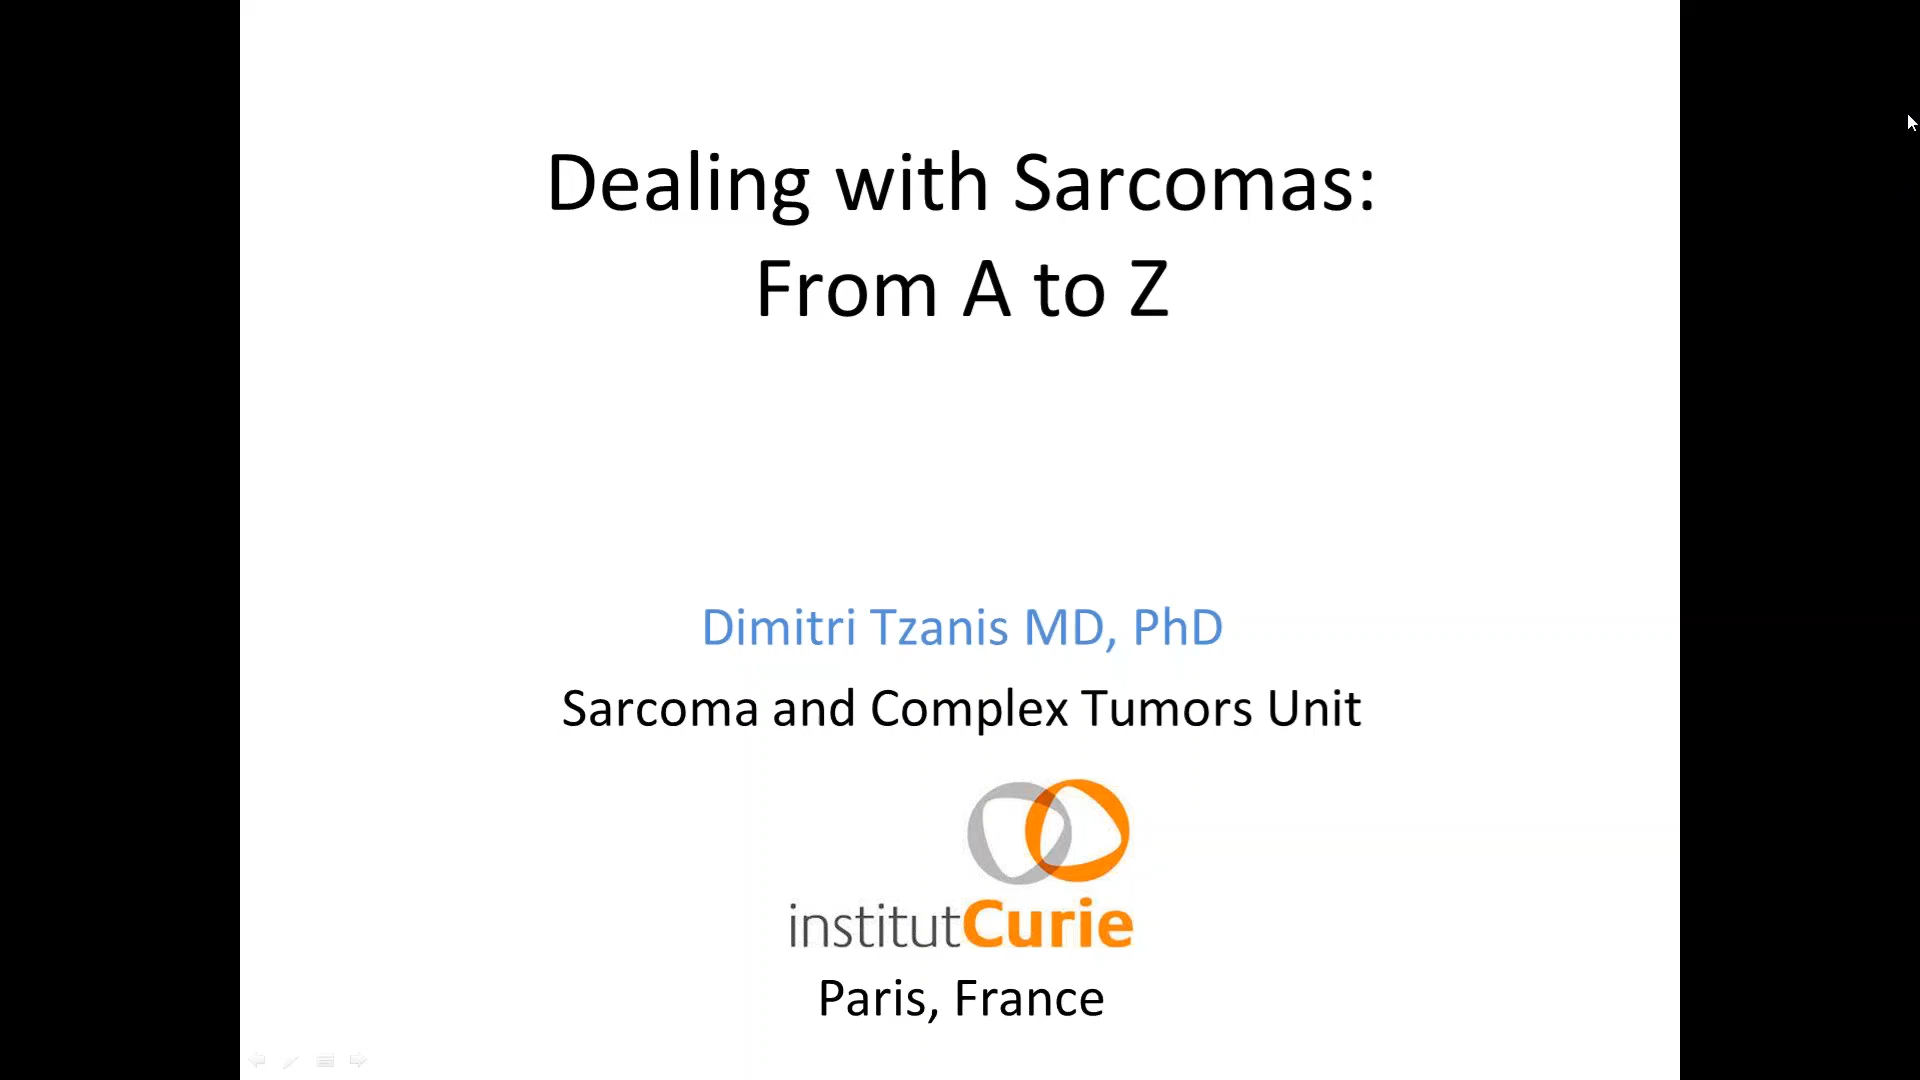 Dealing with Sarcomas:
From A to Z
Dimitri Tzanis MD, PhD
Sarcoma and Complex Tumors Unit
institutCurie
Paris, France